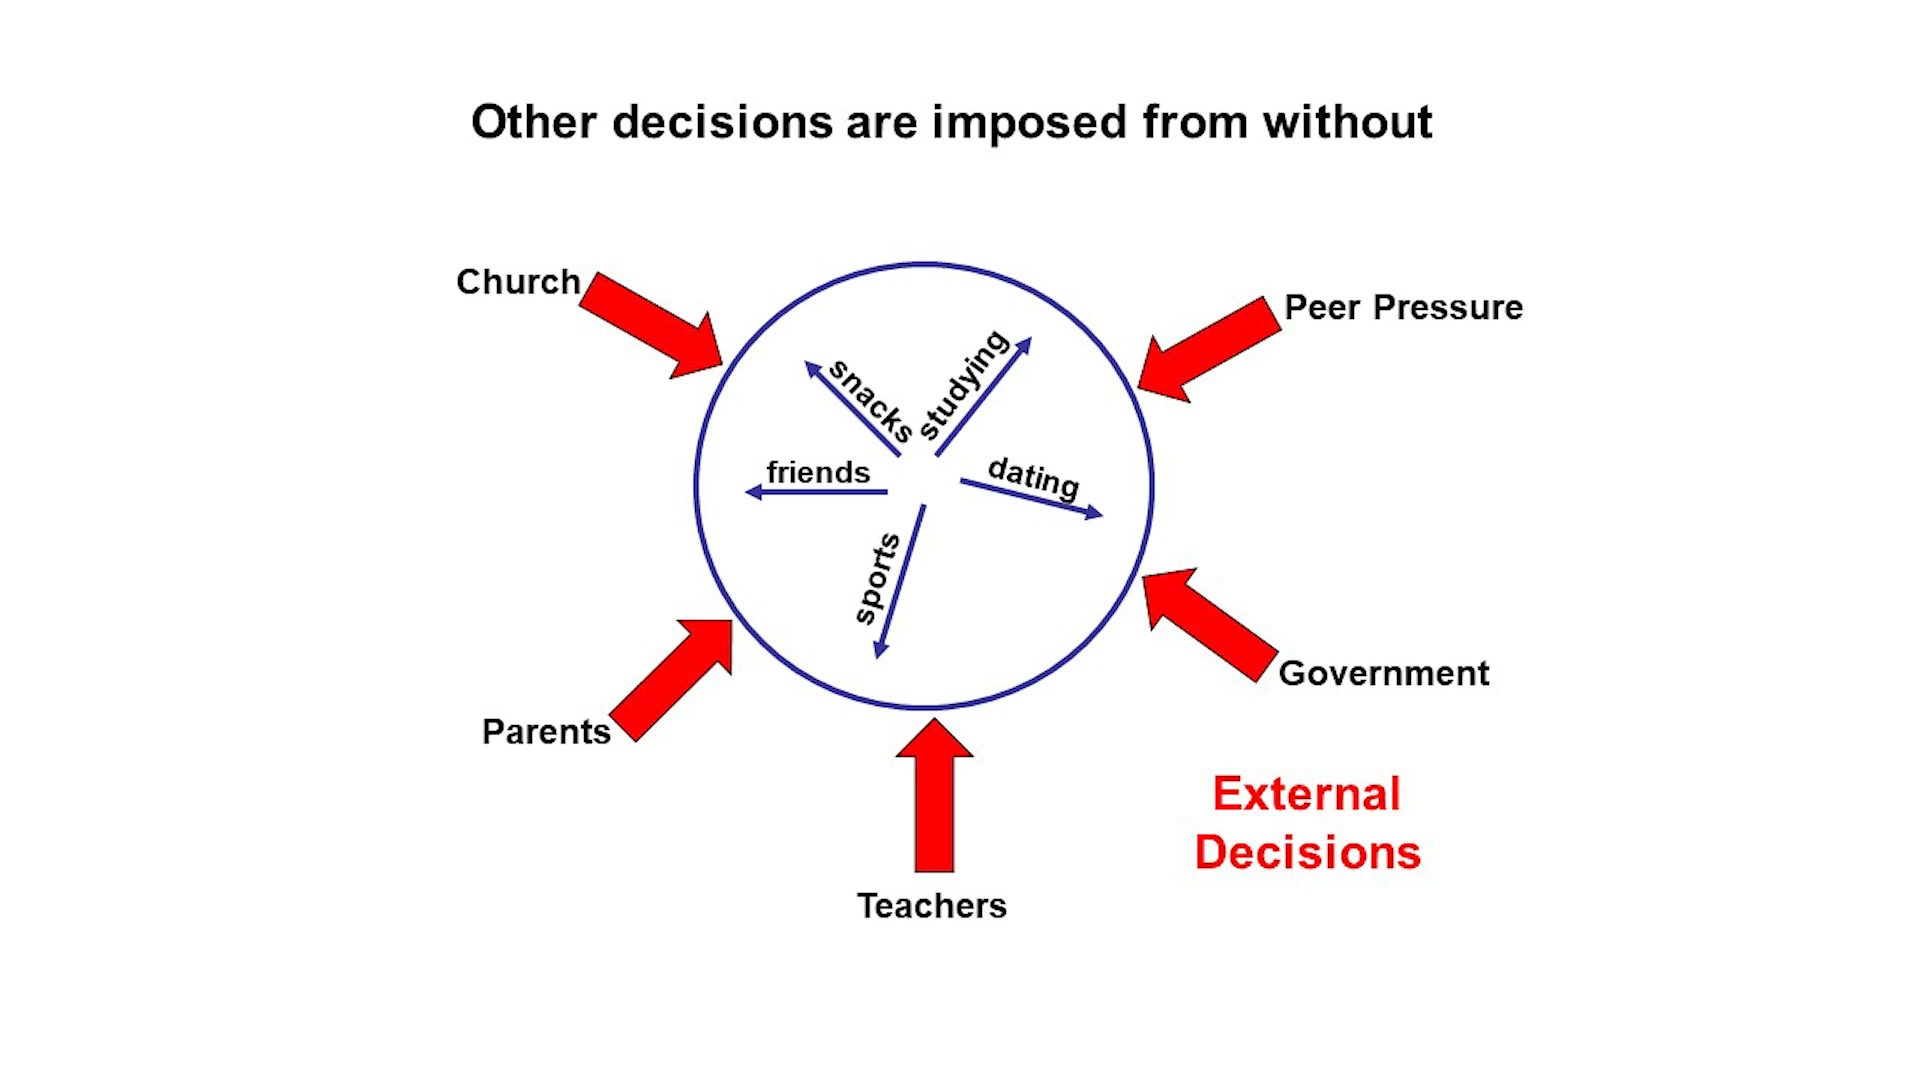 Other decisions are imposed from without
Church
Peer Pressure
snacks
studying
friends
dating
sports
Government
Parents
External
Decisions
Teachers